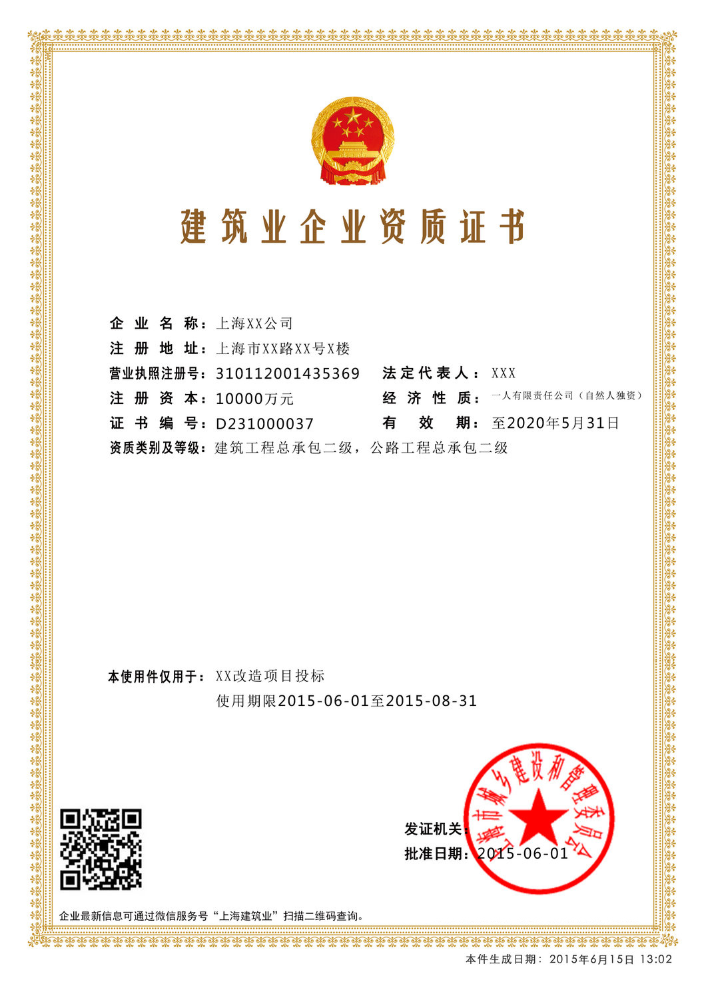 建筑业企业资质证书
企业名称：上海XX公司
注册地址：上海市XX路XX号X楼
营业执照注册号：310112001435369 法定代表人：XXX
注册资本：10000万元 经济性质：一人有限责任公司（自然人独资）
证书编号：D231000037 有效期：至2020年5月31日
资质类别及等级：建筑工程总承包二级，公路工程总承包二级
本使用件仅用于：XX改造项目投标
使用期限2015-06-01至2015-08-31
上海市城乡建设和管理委员会
发证机关：
批准日期：2015-06-01
企业最新信息可通过微信服务号“上海建筑业”扫描二维码查询。
本件生成日期：2015年6月15日 13:02